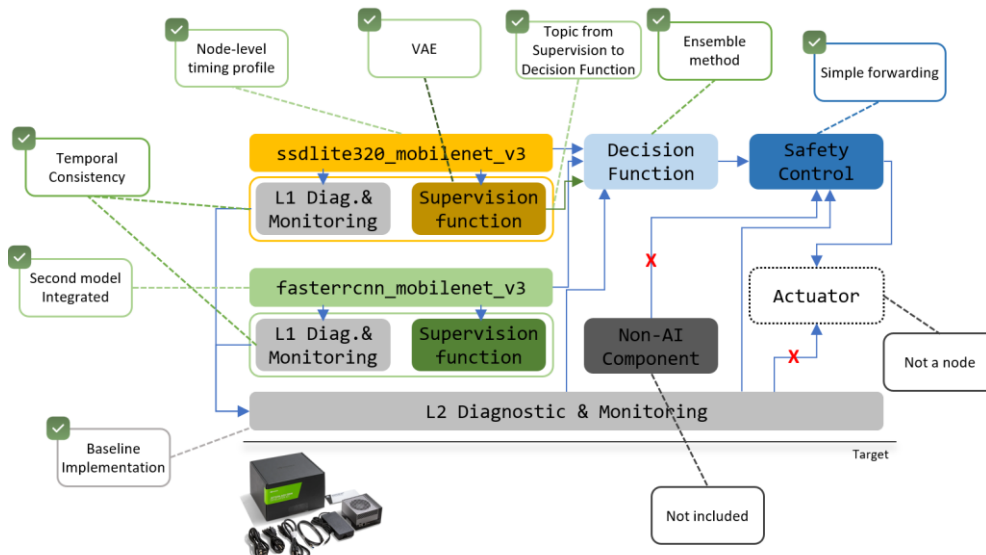 Node-level
timing profile
VAE
Topic from
Supervision to
Decision Function
Ensemble
method
Simple forwarding
Temporal
Consistency
ssdlite320_mobilenet_v3
L1 Diag.&
Monitoring
Supervision
function
Decision
Function
Safety
Control
X
Second model
Integrated
fasterrcnn_mobilenet_v3
L1 Diag.&
Monitoring
Supervision
function
Non-AI
Component
Actuator
X
Not a node
L2 Diagnostic & Monitoring
Baseline
Implementation
Target
Not included